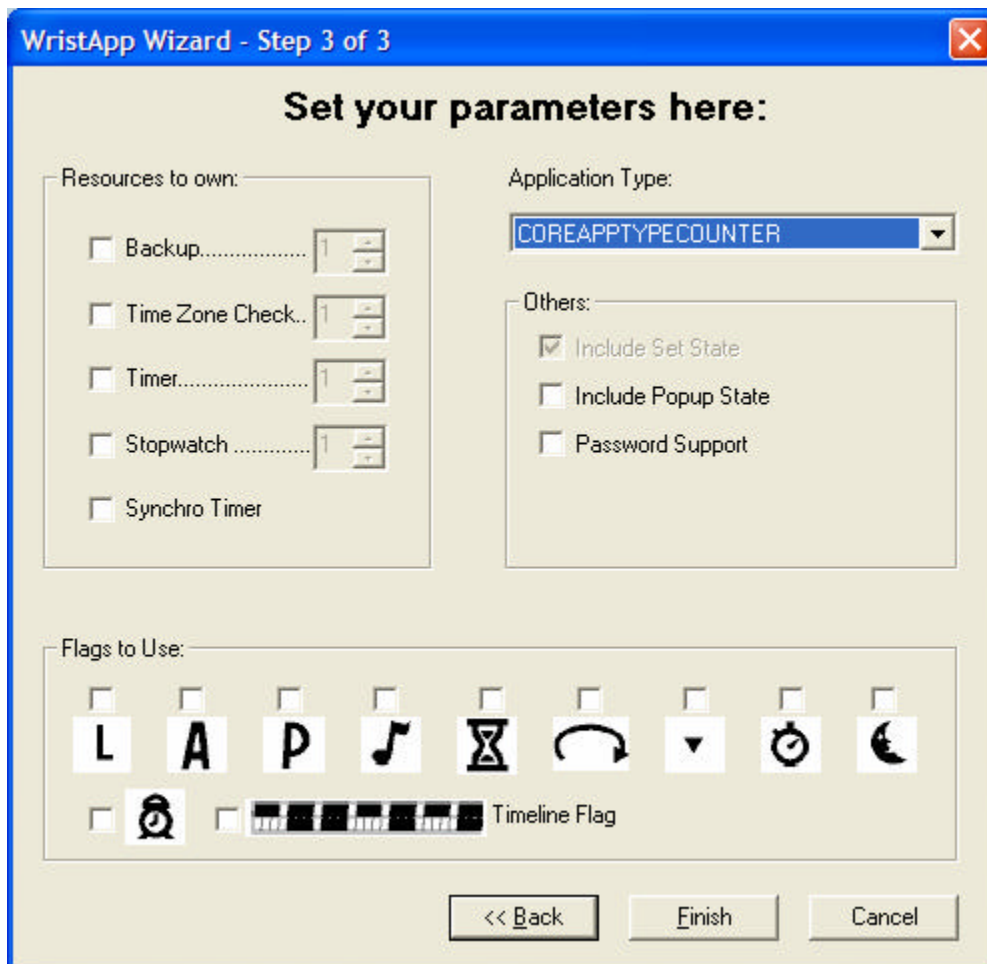 WristApp Wizard - Step 3 of 3
Set your parameters here:
Resources to own:
Backup.................. 1
Time Zone Check.. 1
Timer...................... 1
Stopwatch ............. 1
Synchro Timer
Application Type:
COREAPPTYPECOUNTER
Others:
Include Set State
Include Popup State
Password Support
Flags to Use:
L A P
Timeline Flag
<< Back Finish Cancel